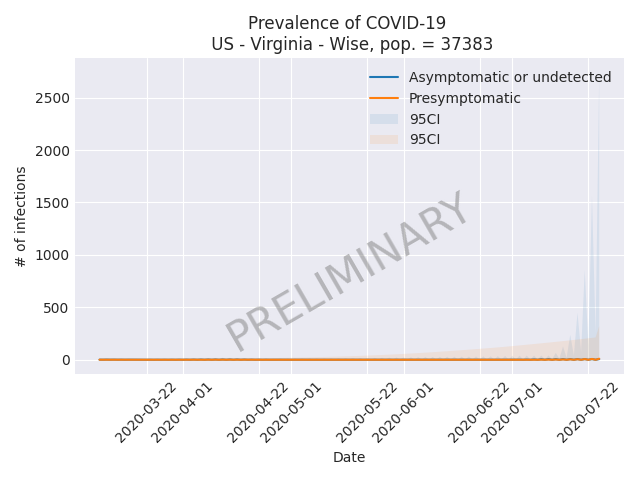 Prevalence of COVID-19
US - Virginia - Wise, pop. = 37383
Asymptomatic or undetected
Presymptomatic
95CI
95CI
2500
2000
1500
1000
500
0
# of infections
PRELIMINARY
2020-03-22
2020-04-01
2020-04-22
2020-05-01
2020-05-22
2020-06-01
2020-06-22
2020-07-01
2020-07-22
Date